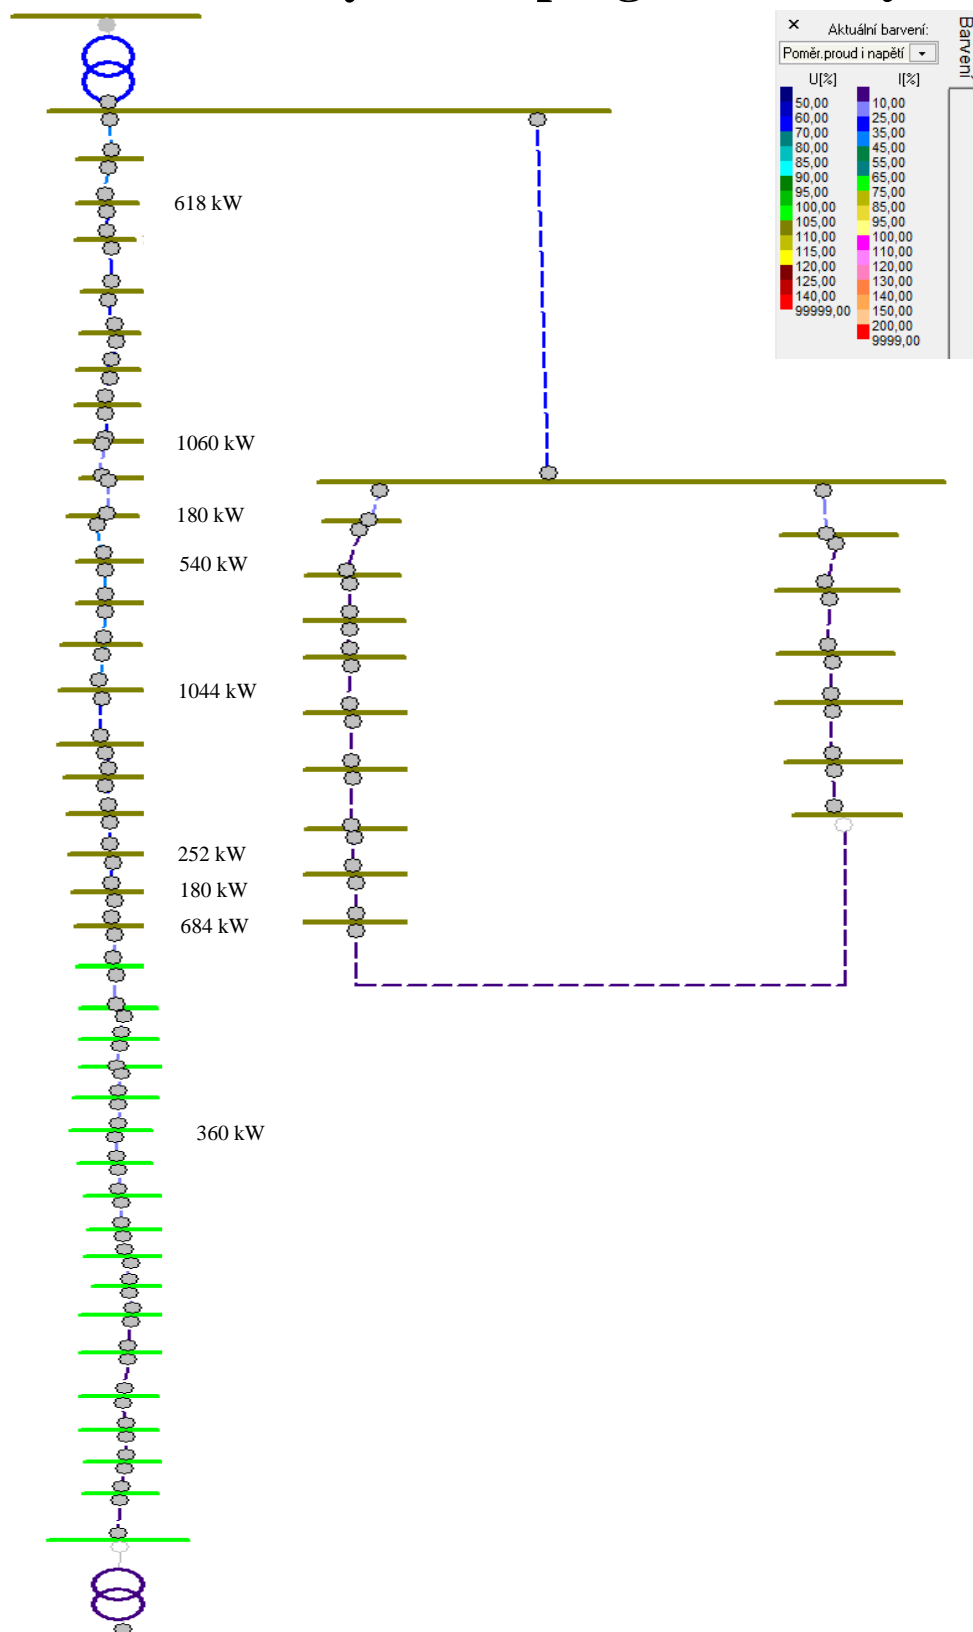 × Aktuální barvení:
Poměr.proud i napětí
Barvení
U[%] I[%]
50,00 10,00
60,00 25,00
70,00 35,00
80,00 45,00
85,00 55,00
90,00 65,00
95,00 75,00
100,00 85,00
105,00 95,00
110,00 100,00
115,00 110,00
120,00 120,00
125,00 130,00
140,00 140,00
99999,00 150,00
200,00
9999,00
618 kW
1060 kW
180 kW
540 kW
1044 kW
252 kW
180 kW
684 kW
360 kW